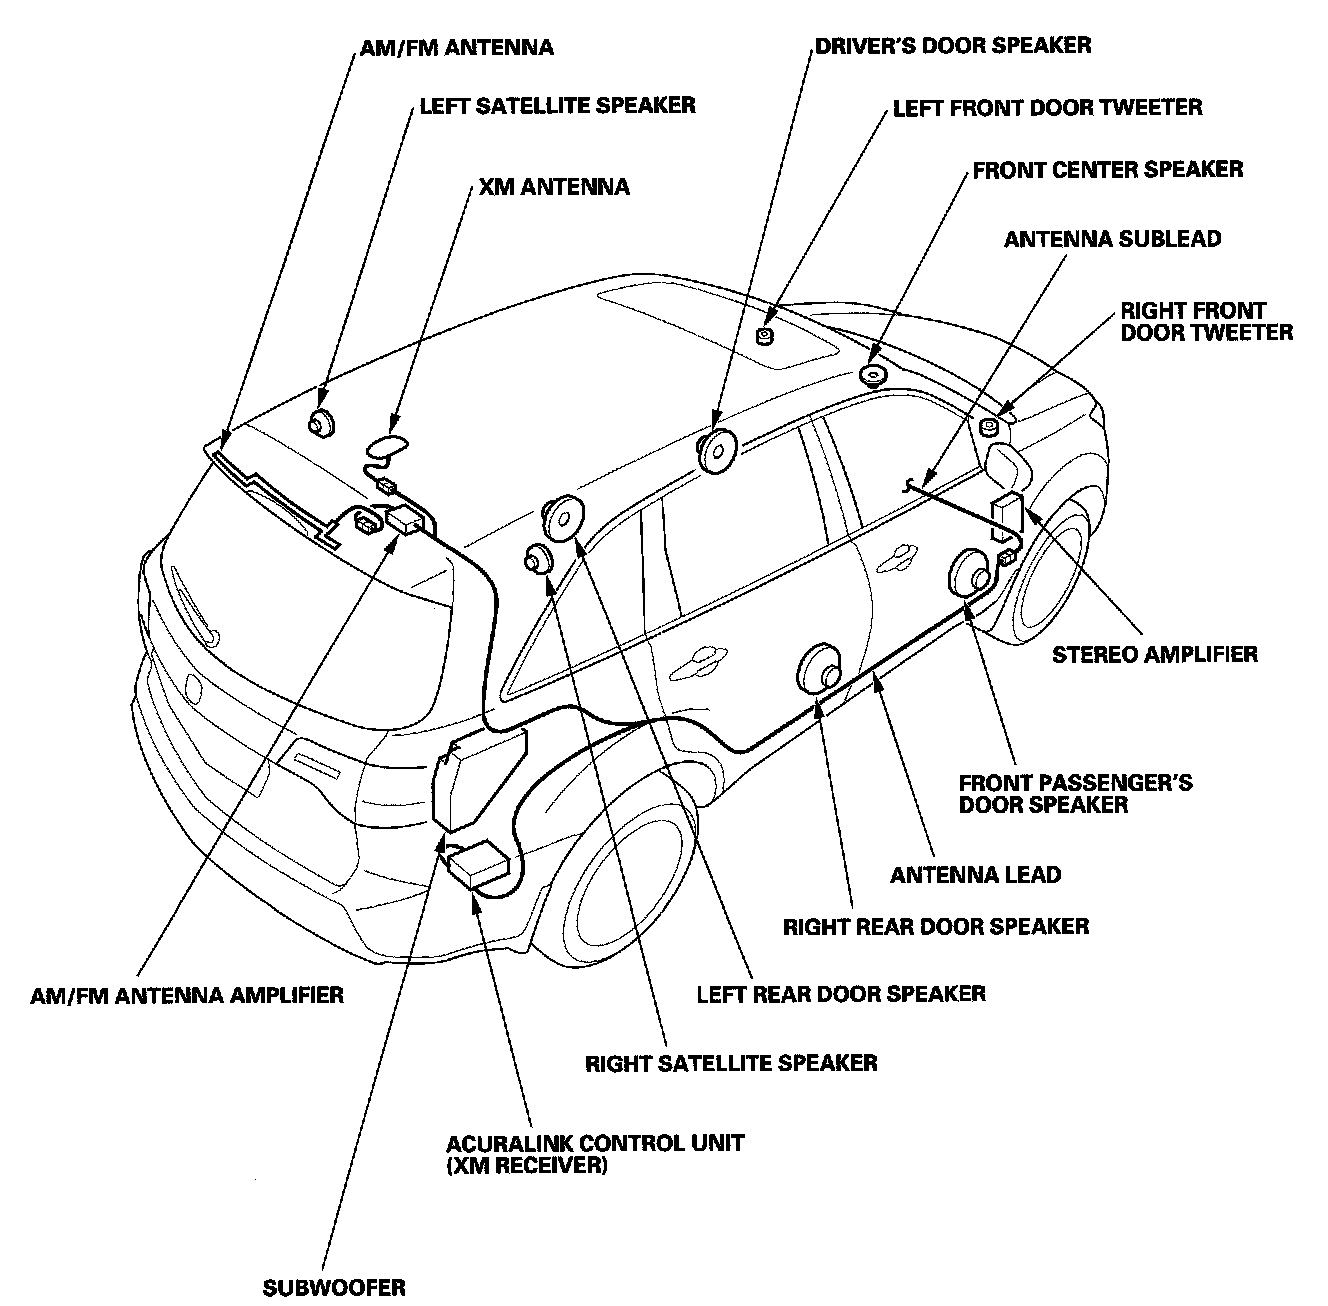 AM/FM ANTENNA
DRIVER'S DOOR SPEAKER
LEFT SATELLITE SPEAKER
LEFT FRONT DOOR TWEETER
XM ANTENNA
FRONT CENTER SPEAKER
ANTENNA SUBLEAD
RIGHT FRONT
DOOR TWEETER
STEREO AMPLIFIER
FRONT PASSENGER'S
DOOR SPEAKER
ANTENNA LEAD
RIGHT REAR DOOR SPEAKER
LEFT REAR DOOR SPEAKER
AM/FM ANTENNA AMPLIFIER
RIGHT SATELLITE SPEAKER
ACURALINK CONTROL UNIT
(XM RECEIVER)
SUBWOOFER